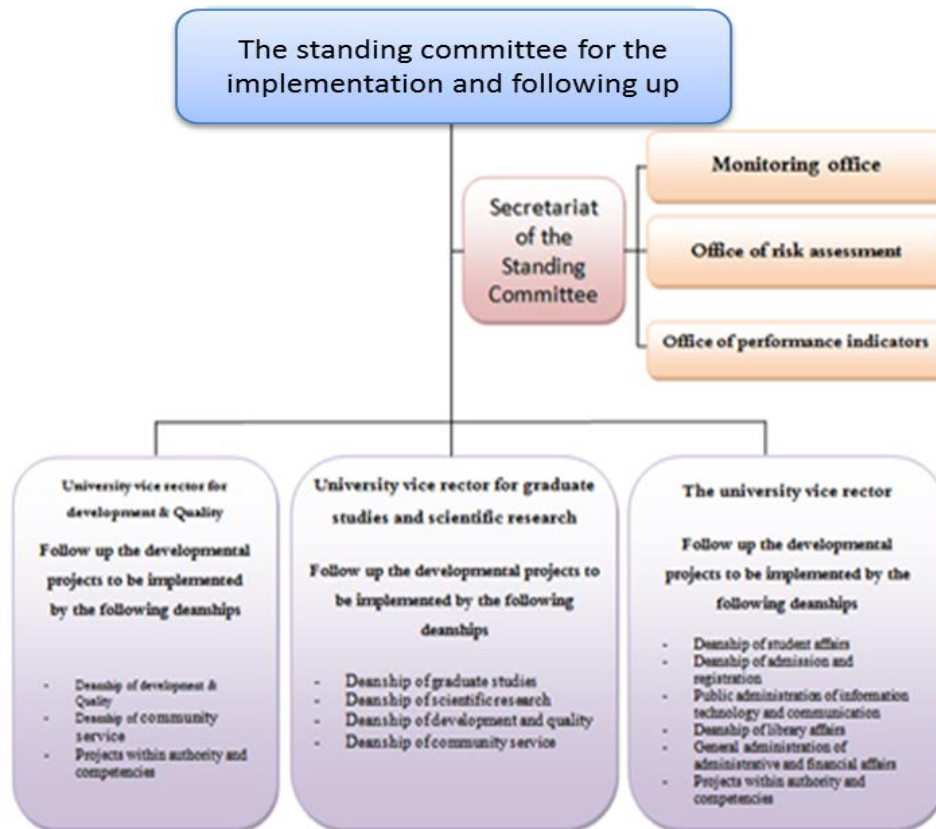 The standing committee for the
implementation and following up
Secretariat
of the
Standing
Committee
Monitoring office
Office of risk assessment
Office of performance indicators
University vice rector for
development & Quality
Follow up the developmental
projects to be implemented
by the following deanships
- Deanship of development &
Quality
- Deanship of community
service
- Projects within authority and
competencies
University vice rector for graduate
studies and scientific research
Follow up the developmental projects to
be implemented by the following
deanships
- Deanship of graduate studies
- Deanship of scientific research
- Deanship of development and quality
- Deanship of community service
The university vice rector
Follow up the developmental
projects to be implemented by the
following deanships
- Deanship of student affairs
- Deanship of admission and
registration
- Public administration of information
technology and communication
- Deanship of library affairs
- General administration of
administrative and financial affairs
- Projects within authority and
competencies